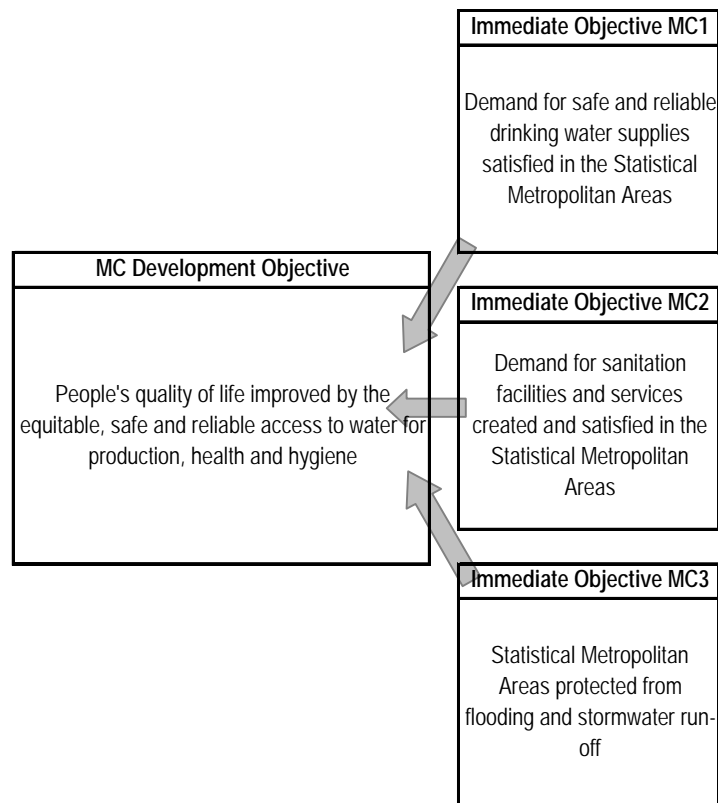 Immediate Objective MC1
Demand for safe and reliable
drinking water supplies
satisfied in the Statistical
Metropolitan Areas
MC Development Objective
People's quality of life improved by the
equitable, safe and reliable access to water for
production, health and hygiene
Immediate Objective MC2
Demand for sanitation
facilities and services
created and satisfied in the
Statistical Metropolitan
Areas
Immediate Objective MC3
Statistical Metropolitan
Areas protected from
flooding and stormwater run-
off